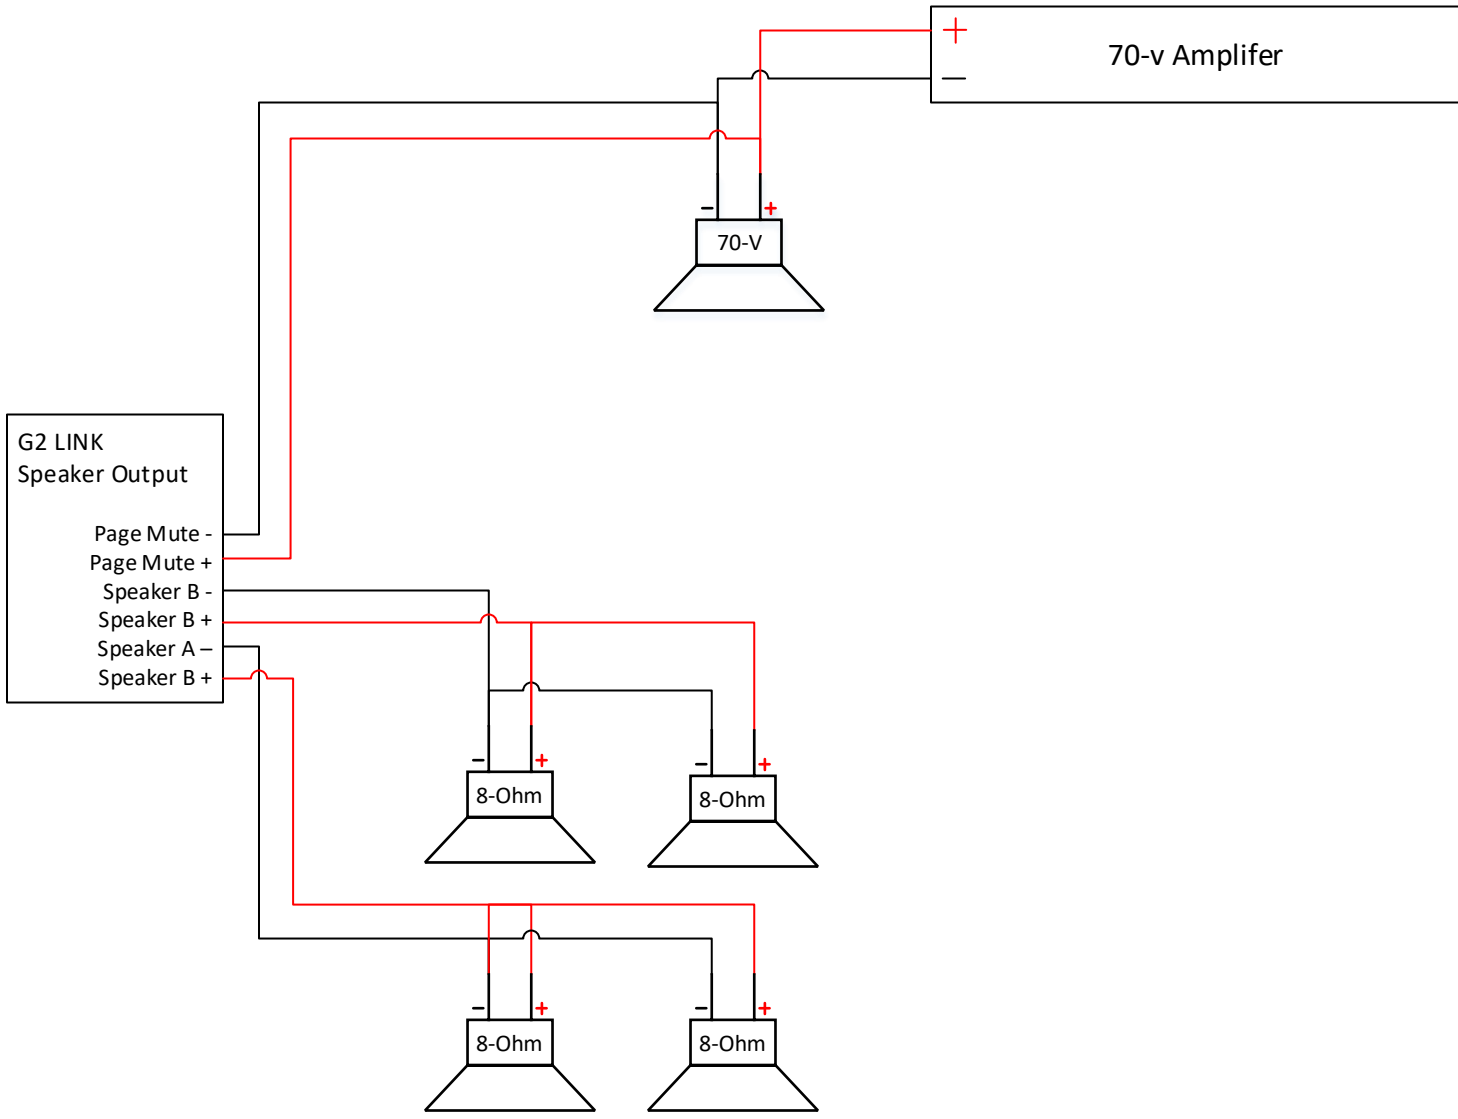 +
70-v Amplifer
—
− +
70-V
G2 LINK
Speaker Output
Page Mute -
Page Mute +
Speaker B -
Speaker B +
Speaker A –
Speaker B +
− +
8-Ohm
− +
8-Ohm
− +
8-Ohm
− +
8-Ohm